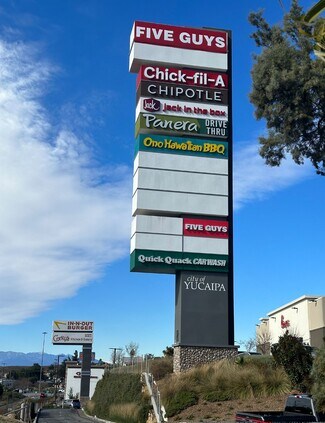 FIVE GUYS
Chick-fil-A
CHIPOTLE
Jack jack in the box
Panera DRIVE THRU
Ono Hawaiian BBQ
FIVE GUYS
Quick Quack CAR WASH
city of
YUCAIPA
IN-N-OUT
BURGER